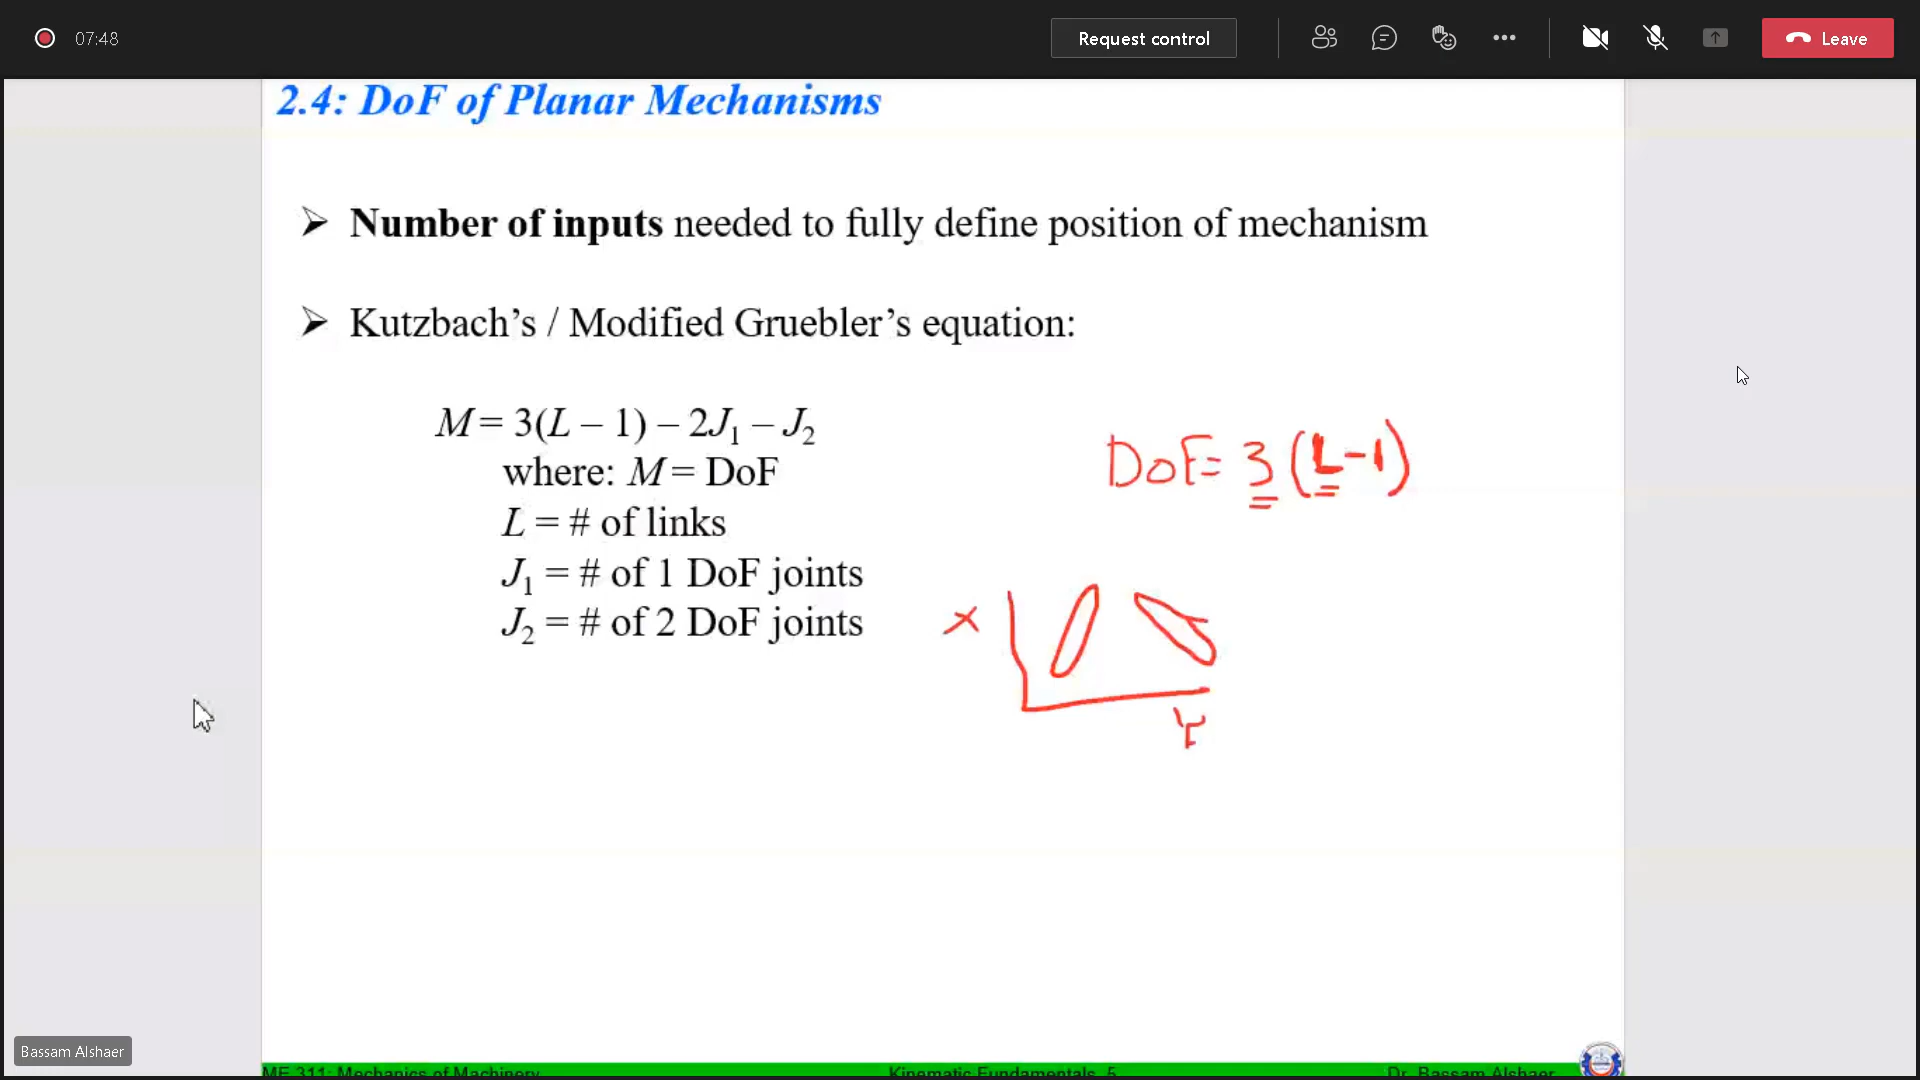 07:48
Request control
Leave
2.4: DoF of Planar Mechanisms
➢ Number of inputs needed to fully define position of mechanism
➢ Kutzbach’s / Modified Gruebler’s equation:
M = 3(L – 1) – 2J₁ – J₂
where: M = DoF
L = # of links
J₁ = # of 1 DoF joints
J₂ = # of 2 DoF joints
DoF= 3 (L-1)
X
Bassam Alshaer
ME 311: Mechanics of Machinery
Kinematic Fundamentals 5
Dr. Bassam Alshaer